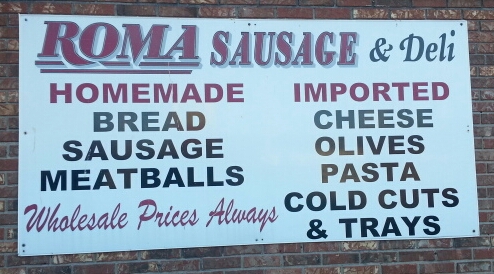 ROMA SAUSAGE & Deli
HOMEMADE
BREAD
SAUSAGE
MEATBALLS
Wholesale Prices Always
IMPORTED
CHEESE
OLIVES
PASTA
COLD CUTS
& TRAYS